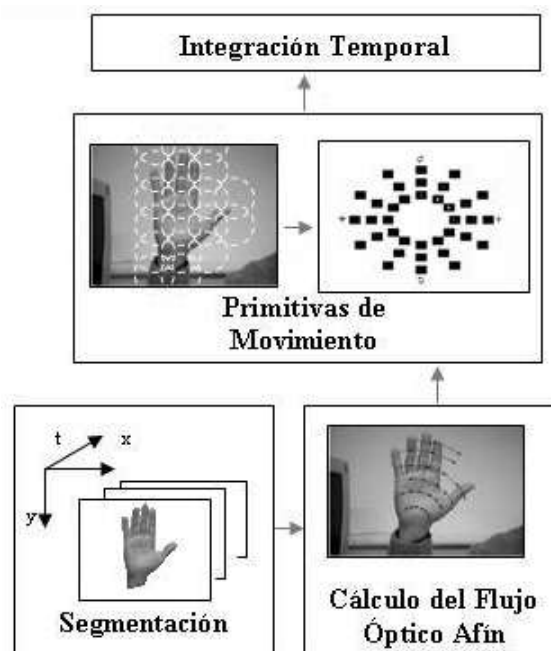 Integración Temporal
Primitivas de
Movimiento
t
x
y
Segmentación
Cálculo del Flujo
Óptico Afín